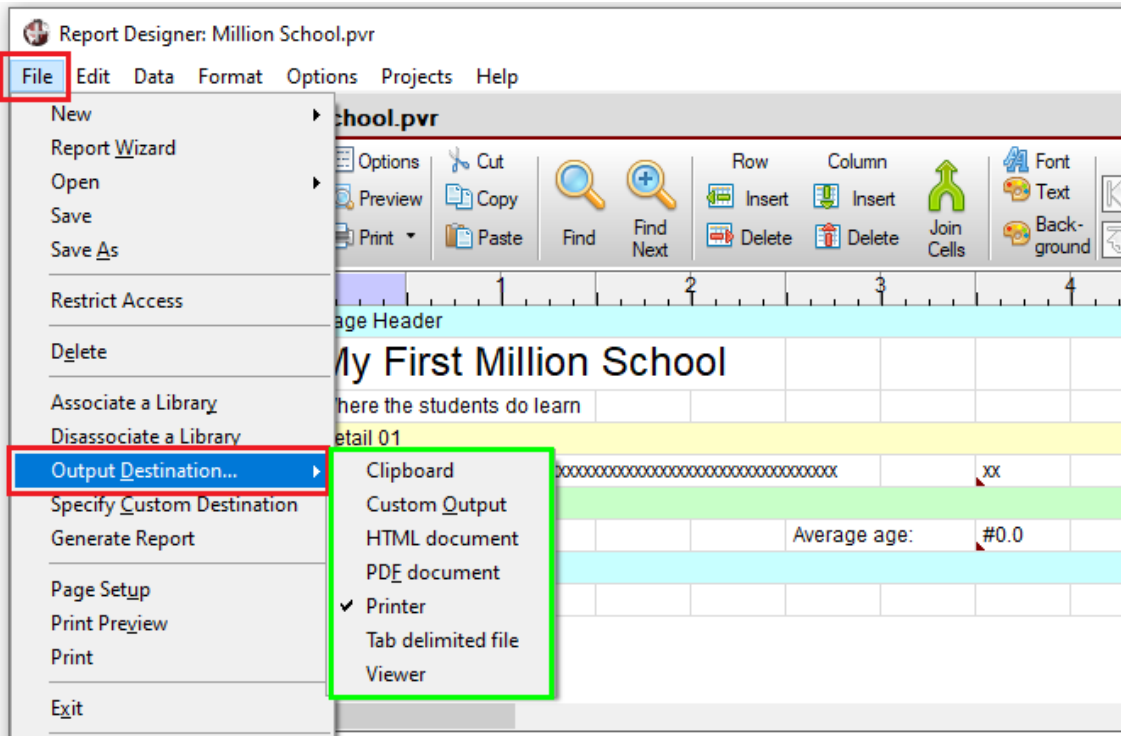 Report Designer: Million School.pvr
File Edit Data Format Options Projects Help
New
Report Wizard
Open
Save
Save As
Restrict Access
Delete
Associate a Library
Disassociate a Library
Output Destination...
Specify Custom Destination
Generate Report
Page Setup
Print Preview
Print
Exit
Clipboard
Custom Output
HTML document
PDF document
Printer
Tab delimited file
Viewer
chool.pvr
Options
Preview
Print
Cut
Copy
Paste
Find
Find
Next
Row
Insert
Delete
Column
Insert
Delete
Join
Cells
Font
Text
Back-
ground
1 2 3 4
age Header
My First Million School
here the students do learn
etail 01
xx
Average age: #0.0